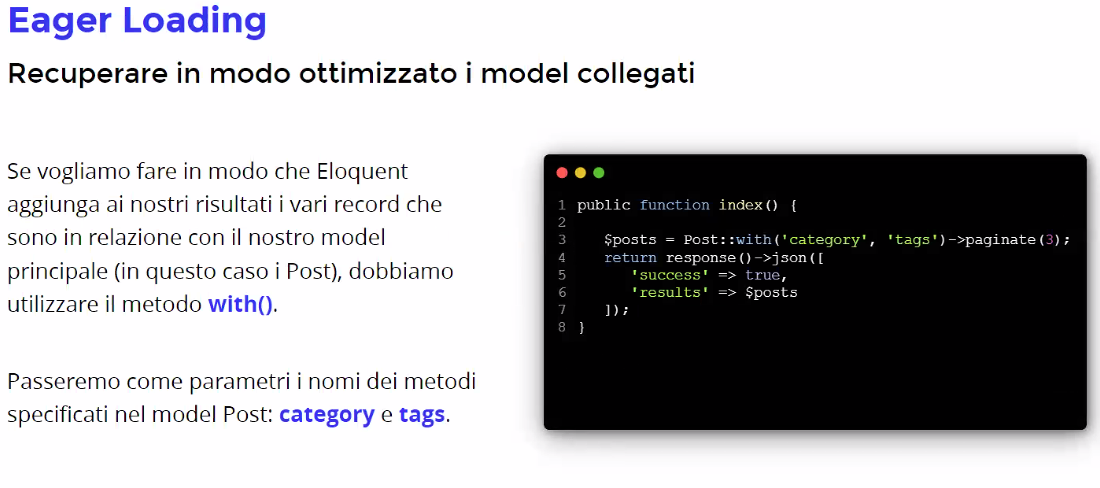 Eager Loading
Recuperare in modo ottimizzato i model collegati
Se vogliamo fare in modo che Eloquent
aggiunga ai nostri risultati i vari record che
sono in relazione con il nostro model
principale (in questo caso i Post), dobbiamo
utilizzare il metodo with().
Passeremo come parametri i nomi dei metodi
specificati nel model Post: category e tags.
1 public function index() {
2
3    $posts = Post::with('category', 'tags')->paginate(3);
4    return response()->json([
5       'success' => true,
6       'results' => $posts
7    ]);
8 }